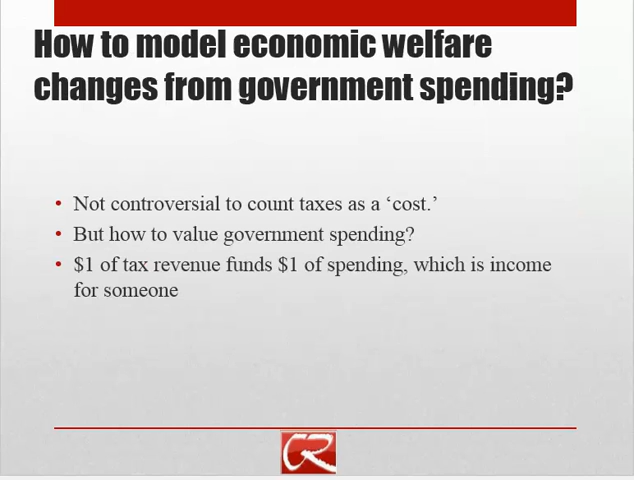 How to model economic welfare
changes from government spending?
• Not controversial to count taxes as a ‘cost.’
• But how to value government spending?
• $1 of tax revenue funds $1 of spending, which is income
for someone
CR